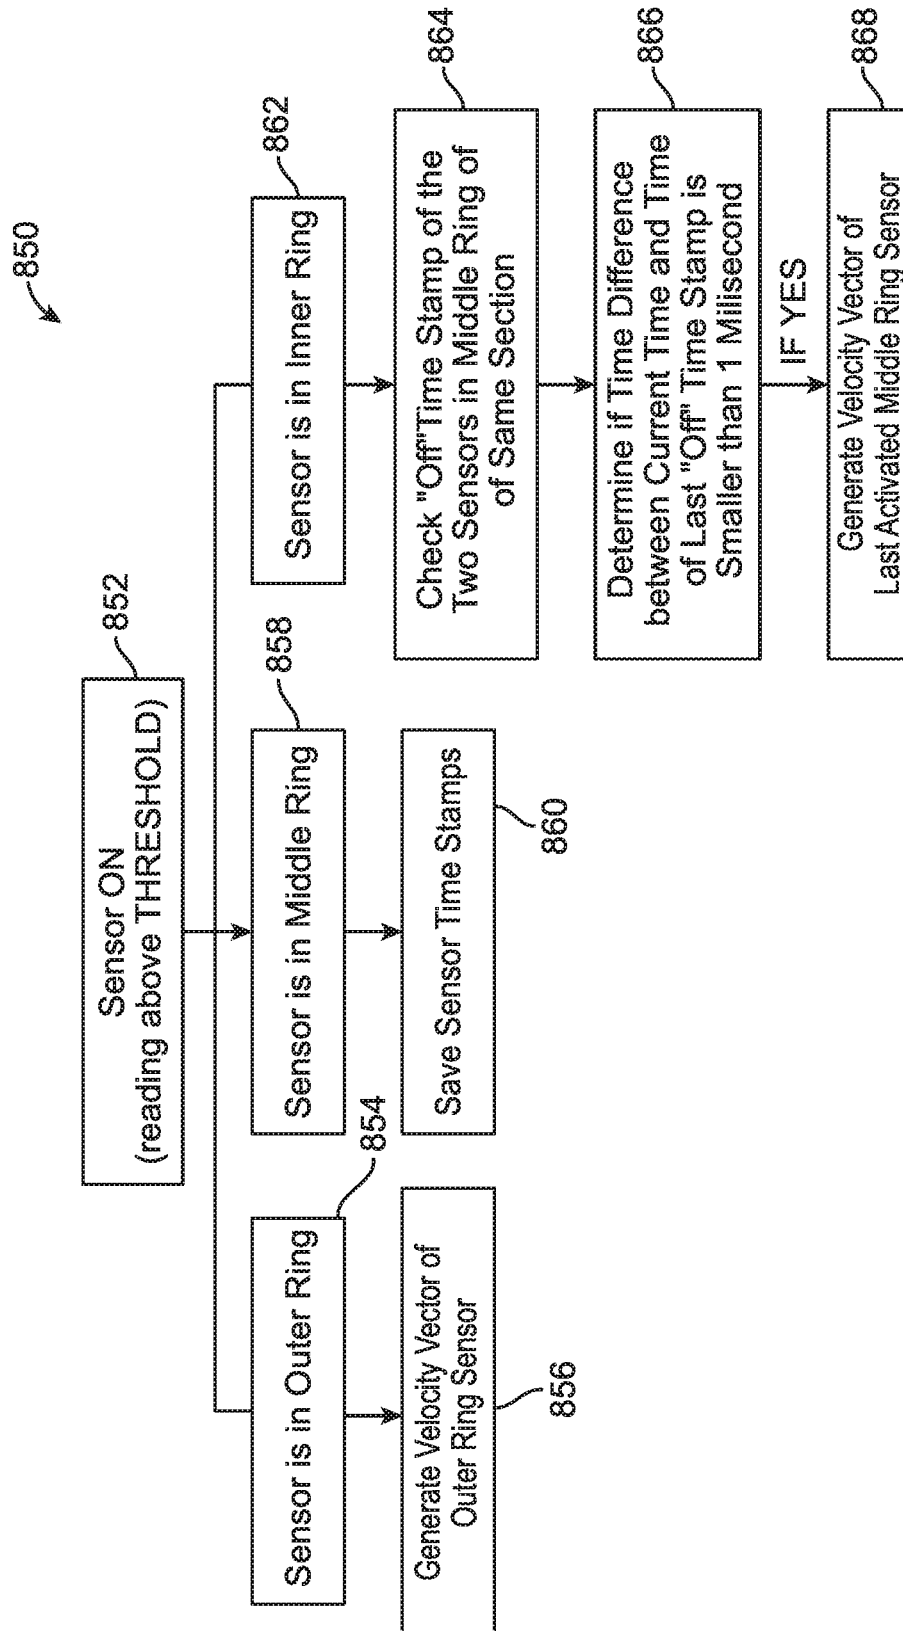 850
Sensor ON
(reading above THRESHOLD)
852
Sensor is in Outer Ring
854
Generate Velocity Vector of
Outer Ring Sensor
856
Sensor is in Middle Ring
858
Save Sensor Time Stamps
860
Sensor is in Inner Ring
862
Check "Off"Time Stamp of the
Two Sensors in Middle Ring of
of Same Section
864
Determine if Time Difference
between Current Time and Time
of Last "Off" Time Stamp is
Smaller than 1 Milisecond
866
IF YES
Generate Velocity Vector of
Last Activated Middle Ring Sensor
868